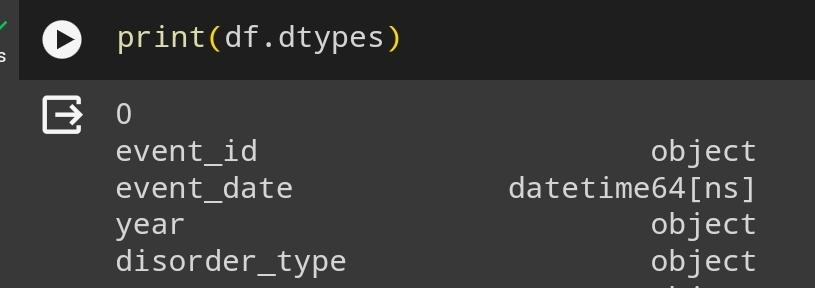 print(df.dtypes)
s
0
event_id object
event_date datetime64[ns]
year object
disorder_type object